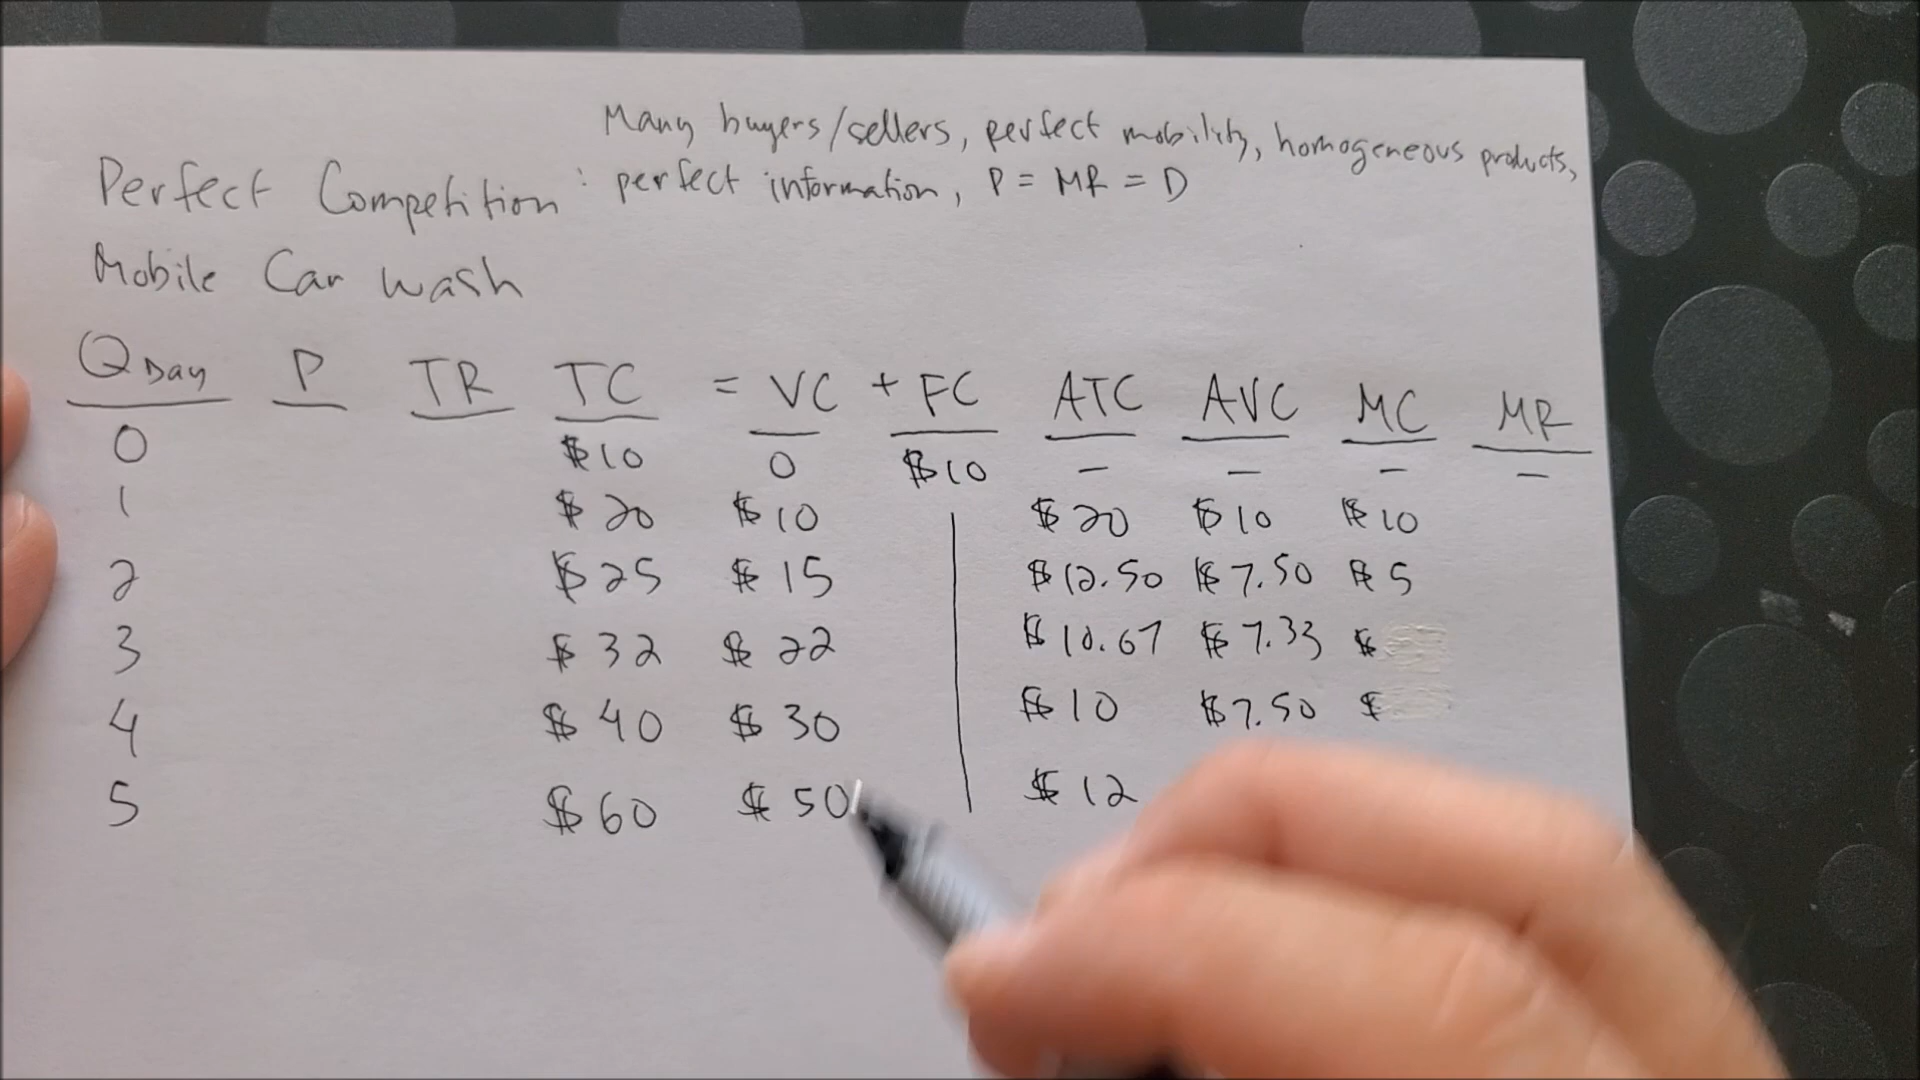 Many buyers/sellers, perfect mobility, homogeneous products,
Perfect Competition : perfect information, P = MR = D
Mobile Car Wash
Q Day P TR TC = VC + FC ATC AVC MC MR
0 $10 0 $10 — — — —
1 $20 $10 $20 $10 $10
2 $25 $15 $12.50 $7.50 $5
3 $32 $22 $10.67 $7.33 $
4 $40 $30 $10 $7.50 $
5 $60 $50 $12